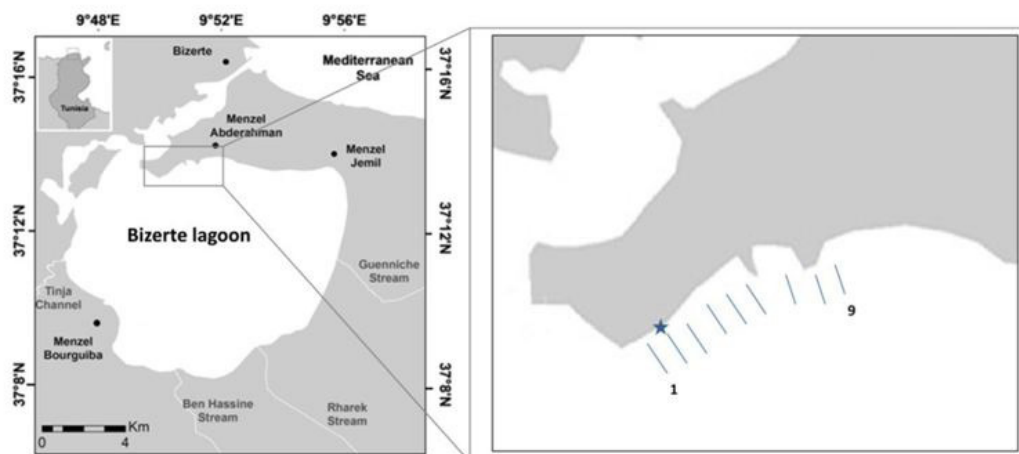 9°48'E 9°52'E 9°56'E
Bizerte
Mediterranean
Sea
37°16'N
37°16'N
Tunisia
Menzel
Abderahman
Menzel
Jemil
37°12'N
Bizerte lagoon
37°12'N
Guenniche
Stream
Tinja
Channel
Menzel
Bourguiba
37°8'N
37°8'N
Ben Hassine
Stream
Rharek
Stream
Km
0 4
1
9